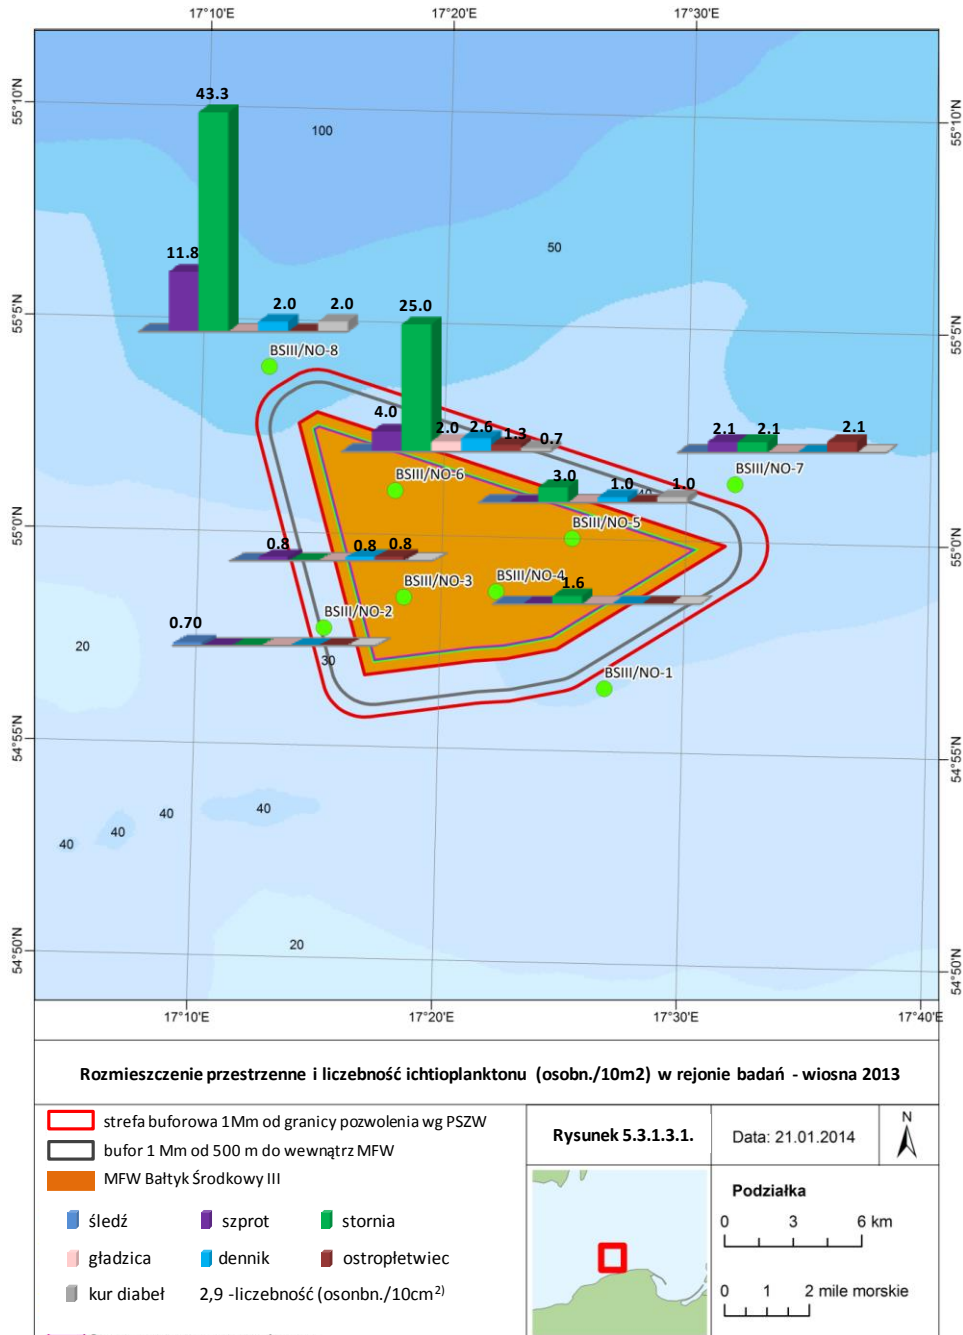 17°10'E 17°20'E 17°30'E
55°10'N 55°10'N
43.3
100
50
11.8
2.0 2.0
25.0
55°5'N 55°5'N
BSIII/NO-8
4.0 2.0 2.6 1.3 0.7
2.1 2.1 2.1
BSIII/NO-6
BSIII/NO-7
3.0 1.0 40 1.0
BSIII/NO-5
55°0'N 55°0'N
0.8 0.8 0.8
BSIII/NO-3
BSIII/NO-4
1.6
BSIII/NO-2
0.70
20
30
BSIII/NO-1
54°55'N 54°55'N
40 40 40 40
20
54°50'N 54°50'N
17°10'E 17°20'E 17°30'E 17°40'E
Rozmieszczenie przestrzenne i liczebność ichtioplanktonu (osobn./10m2) w rejonie badań - wiosna 2013
strefa buforowa 1Mm od granicy pozwolenia wg PSZW
bufor 1 Mm od 500 m do wewnątrz MFW
MFW Bałtyk Środkowy III
śledź szprot stornia
gładzica dennik ostropłetwiec
kur diabeł 2,9 -liczebność (osonbn./10cm²)
Rysunek 5.3.1.3.1.
Data: 21.01.2014
N
Podziałka
0 3 6 km
0 1 2 mile morskie